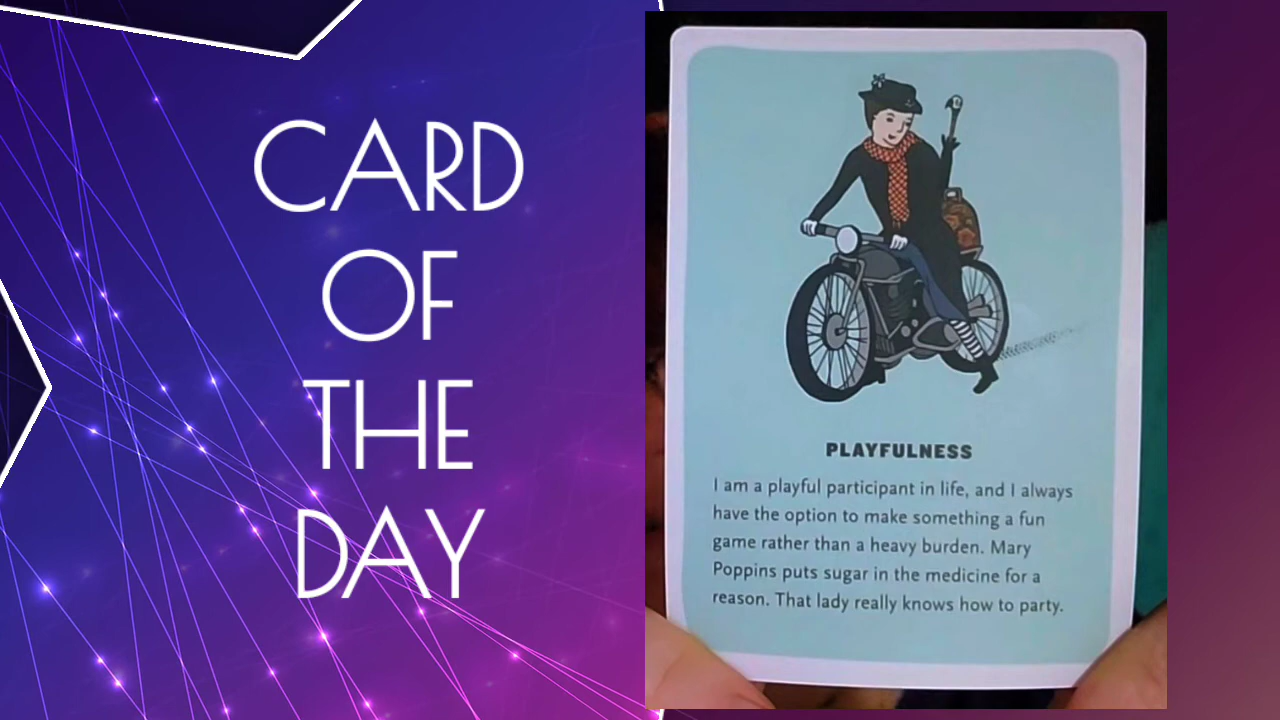 CARD
OF
THE
DAY
PLAYFULNESS
I am a playful participant in life, and I always
have the option to make something a fun
game rather than a heavy burden. Mary
Poppins puts sugar in the medicine for a
reason. That lady really knows how to party.